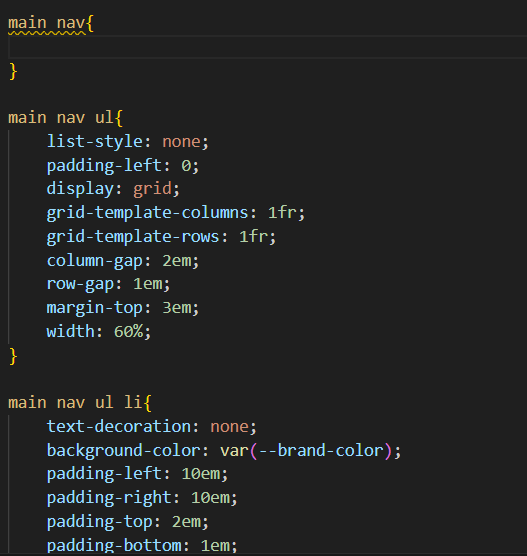 main nav{
}
main nav ul{
list-style: none;
padding-left: 0;
display: grid;
grid-template-columns: 1fr;
grid-template-rows: 1fr;
column-gap: 2em;
row-gap: 1em;
margin-top: 3em;
width: 60%;
}
main nav ul li{
text-decoration: none;
background-color: var(--brand-color);
padding-left: 10em;
padding-right: 10em;
padding-top: 2em;
padding-bottom: 1em;